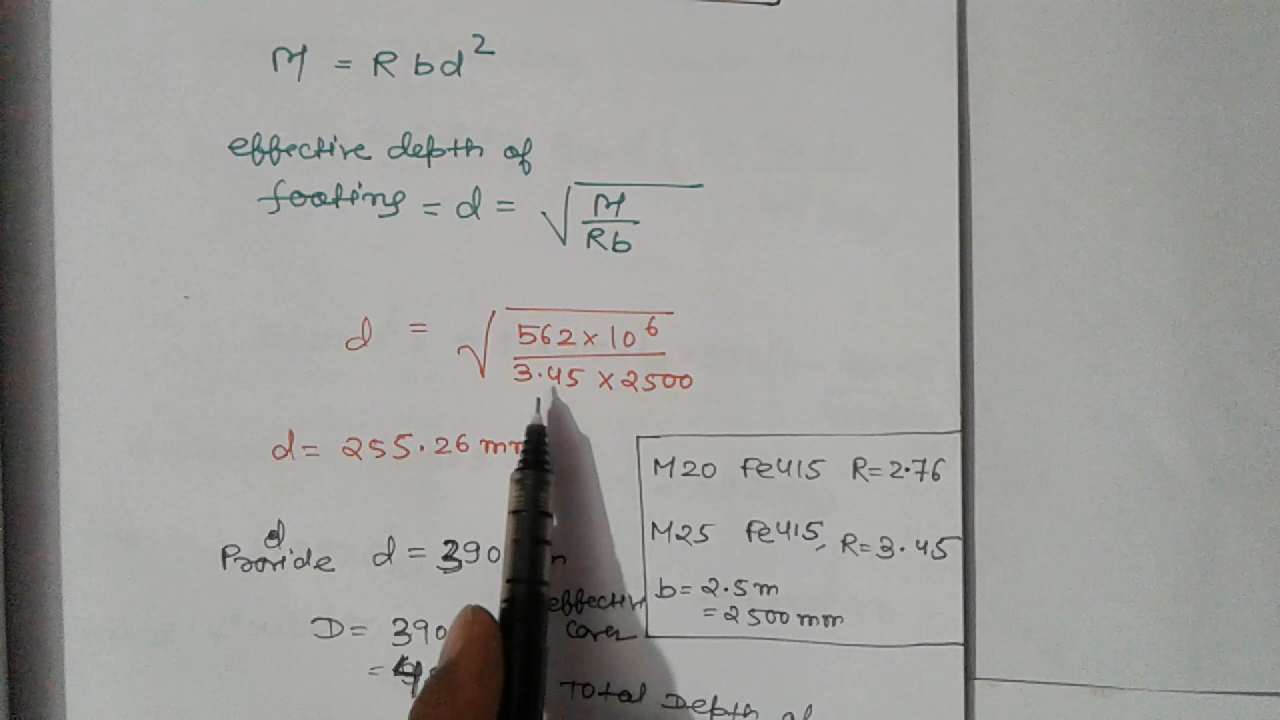 M = R bd²
effective depth of
footing = d = √ M / Rb
d = √ 562 × 10⁶ / 3.45 × 2500
d = 255.26 mm
d
Provide d = 390
effective
D = 390 cover
=
Total Depth of
M20 Fe415 R = 2.76
M25 Fe415, R = 3.45
b = 2.5 m
= 2500 mm